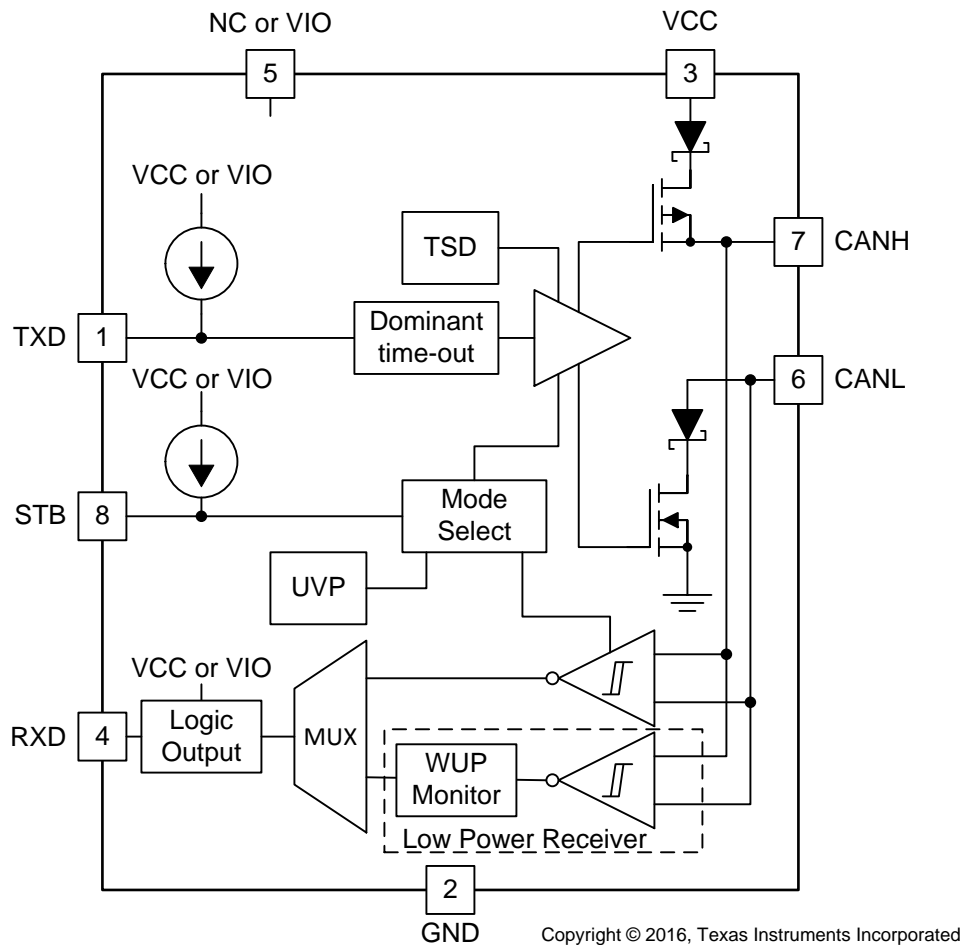 NC or VIO
VCC
5
3
VCC or VIO
TSD
7
CANH
TXD
1
Dominant
time-out
VCC or VIO
6
CANL
STB
8
Mode
Select
UVP
VCC or VIO
RXD
4
Logic
Output
MUX
WUP
Monitor
Low Power Receiver
2
GND
Copyright © 2016, Texas Instruments Incorporated